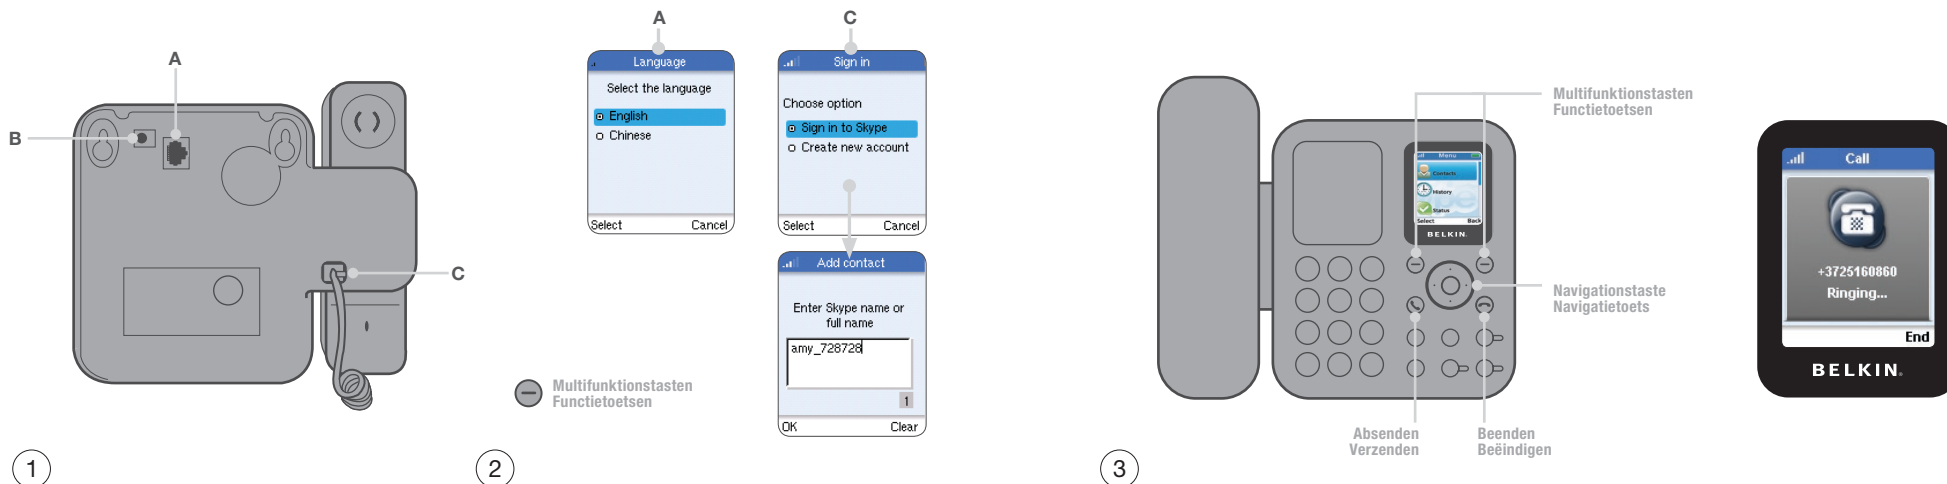 A
B
C
1
A
Language
Select the language
English
Chinese
Select Cancel
C
Sign in
Choose option
Sign in to Skype
Create new account
Select Cancel
Add contact
Enter Skype name or
full name
amy_728728
1
OK Clear
Multifunktionstasten
Functietoetsen
2
Menu
Contacts
History
Status
Select Back
BELKIN.
Multifunktionstasten
Functietoetsen
Navigationstaste
Navigatietoets
Absenden
Verzenden
Beenden
Beëindigen
3
Call
+3725160860
Ringing...
End
BELKIN.